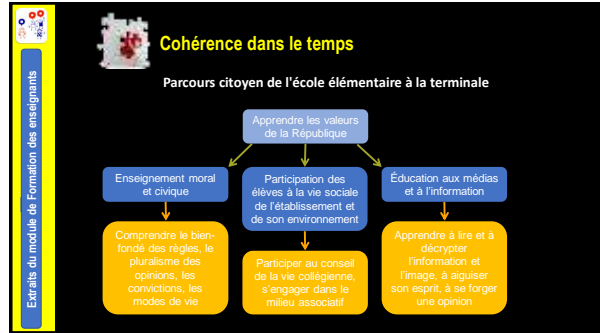 Extraits du module de Formation des enseignants
Cohérence dans le temps
Parcours citoyen de l'école élémentaire à la terminale
Apprendre les valeurs
de la République
Enseignement moral
et civique
Participation des
élèves à la vie sociale
de l'établissement et
de son environnement
Éducation aux médias
et à l'information
Comprendre le bien-
fondé des règles, le
pluralisme des
opinions, les
convictions, les
modes de vie
Participer au conseil
de la vie collégienne,
s'engager dans le
milieu associatif
Apprendre à lire et à
décrypter
l'information et
l'image, à aiguiser
son esprit, à se forger
une opinion